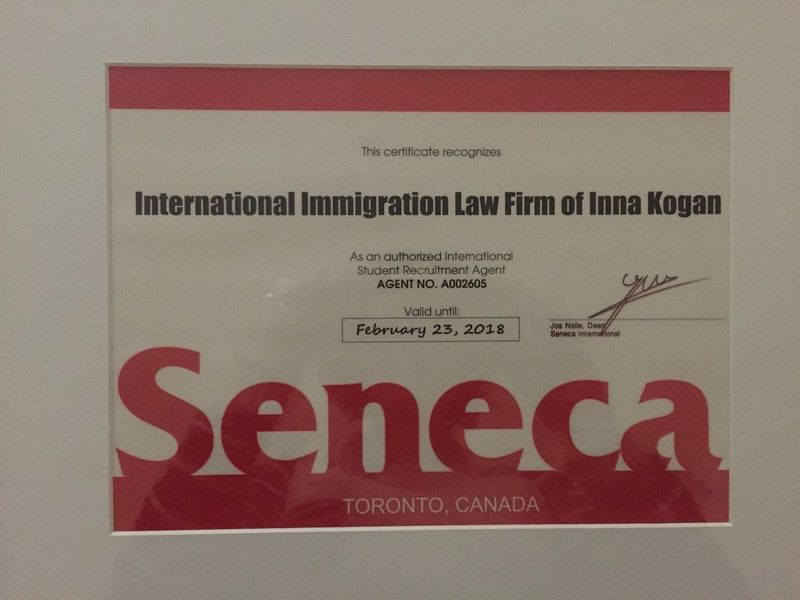 This certificate recognizes
International Immigration Law Firm of Inna Kogan
As an authorized International
Student Recruitment Agent
AGENT NO. A002605
Valid until:
February 23, 2018
Jos Nolle, Dean
Seneca International
Seneca
TORONTO, CANADA